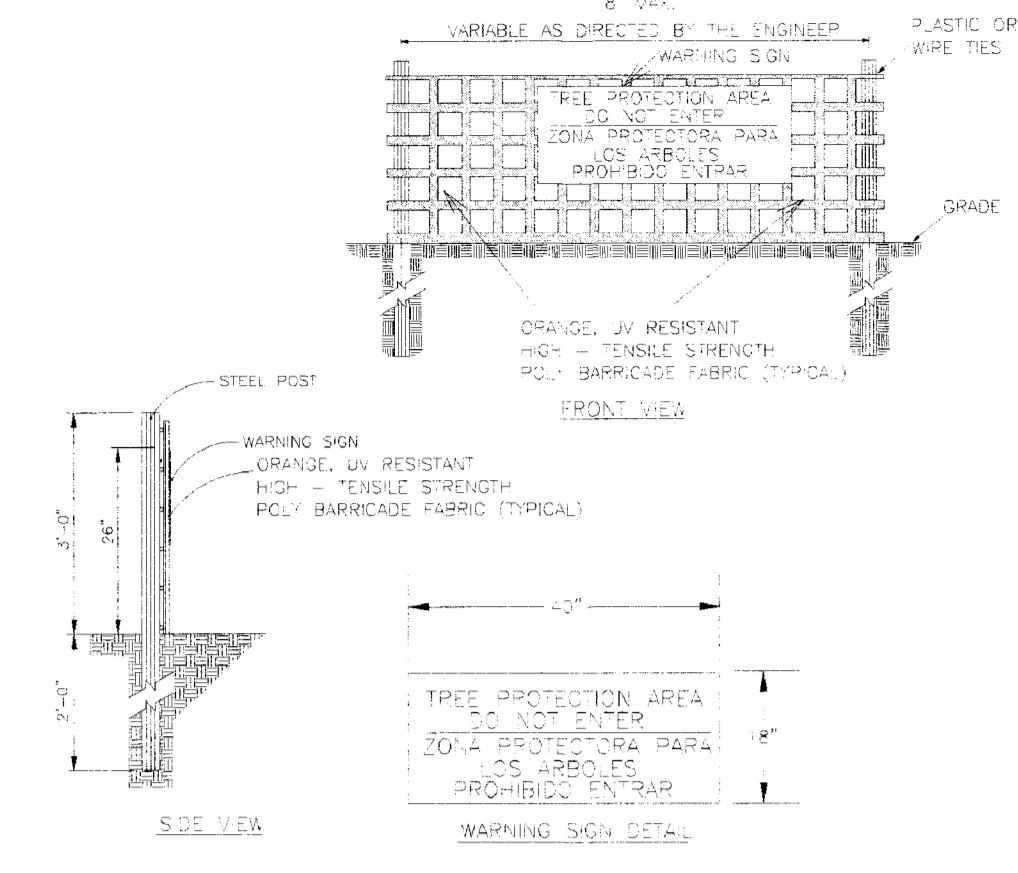 8' MAX.
VARIABLE AS DIRECTED BY THE ENGINEER
PLASTIC OR
WIRE TIES
WARNING SIGN
TREE PROTECTION AREA
DO NOT ENTER
ZONA PROTECTORA PARA
LOS ARBOLES
PROHIBIDO ENTRAR
GRADE
ORANGE, UV RESISTANT
HIGH – TENSILE STRENGTH
POLY BARRICADE FABRIC (TYPICAL)
FRONT VIEW
STEEL POST
WARNING SIGN
ORANGE, UV RESISTANT
HIGH – TENSILE STRENGTH
POLY BARRICADE FABRIC (TYPICAL)
3'-0"
26"
2'-0"
SIDE VIEW
40"
TREE PROTECTION AREA
DO NOT ENTER
ZONA PROTECTORA PARA
LOS ARBOLES
PROHIBIDO ENTRAR
18"
WARNING SIGN DETAIL